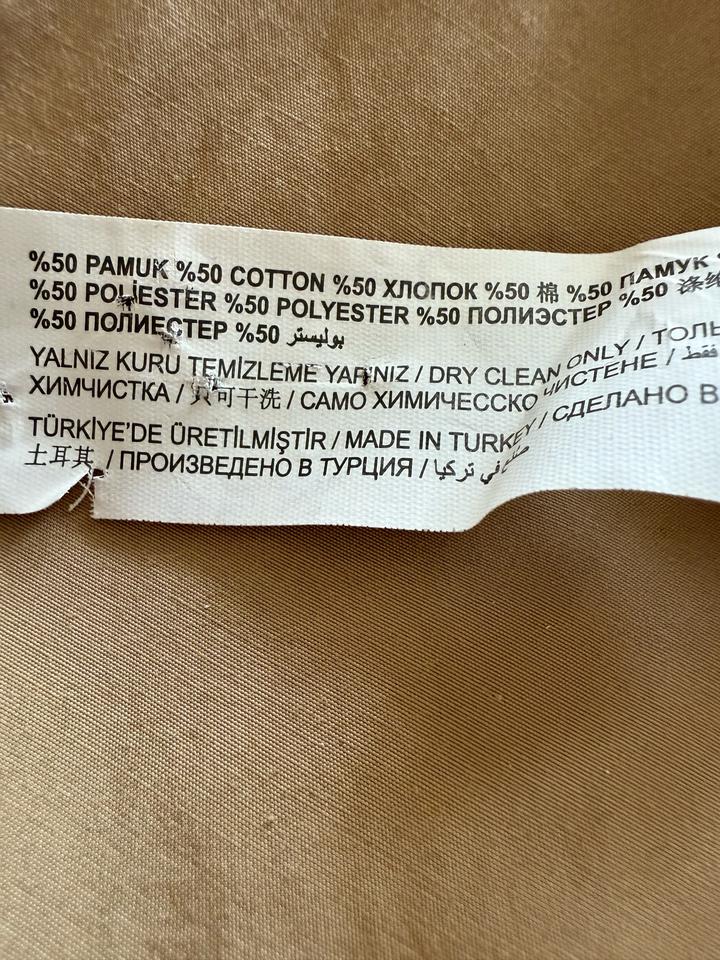 %50 PAMUK %50 COTTON %50 ХЛОПОК %50 棉 %50 ПАМУК
%50 POLİESTER %50 POLYESTER %50 ПОЛИЭСТЕР %50 涤纶
%50 ПОЛИЕСТЕР %50 بوليستر
YALNIZ KURU TEMİZLEME YAPINIZ / DRY CLEAN ONLY /
ХИМЧИСТКА / 只可干洗 / САМО ХИМИЧЕССКО ЧИСТЕНЕ / فقط
TÜRKİYE'DE ÜRETİLMİŞTİR / MADE IN TURKEY / СДЕЛАНО В
土耳其 / ПРОИЗВЕДЕНО В ТУРЦИЯ / صنع في تركيا